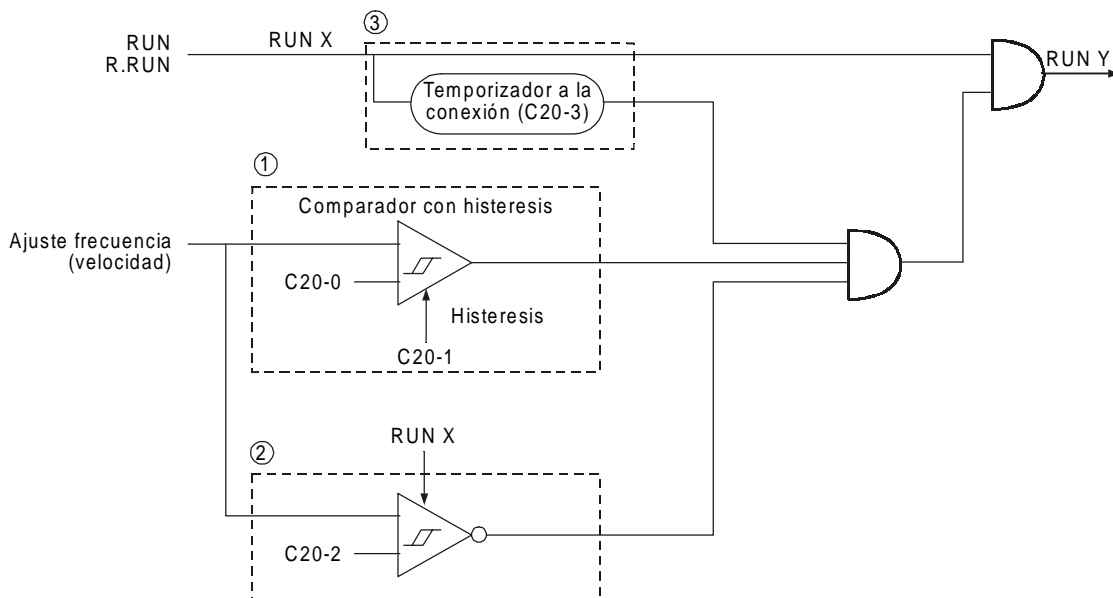 ③
RUN
R.RUN
RUN X
RUN Y
Temporizador a la
conexión (C20-3)
①
Comparador con histeresis
Ajuste frecuencia
(velocidad)
C20-0
Histeresis
C20-1
RUN X
②
C20-2